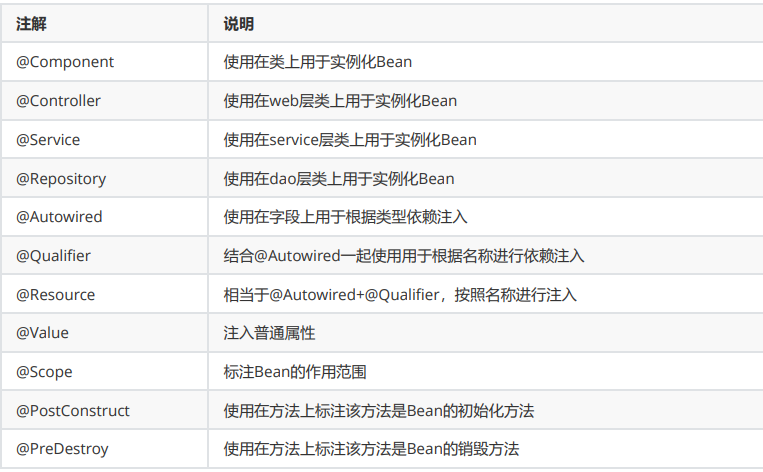 注解 说明
@Component 使用在类上用于实例化Bean
@Controller 使用在web层类上用于实例化Bean
@Service 使用在service层类上用于实例化Bean
@Repository 使用在dao层类上用于实例化Bean
@Autowired 使用在字段上用于根据类型依赖注入
@Qualifier 结合@Autowired一起使用用于根据名称进行依赖注入
@Resource 相当于@Autowired+@Qualifier，按照名称进行注入
@Value 注入普通属性
@Scope 标注Bean的作用范围
@PostConstruct 使用在方法上标注该方法是Bean的初始化方法
@PreDestroy 使用在方法上标注该方法是Bean的销毁方法